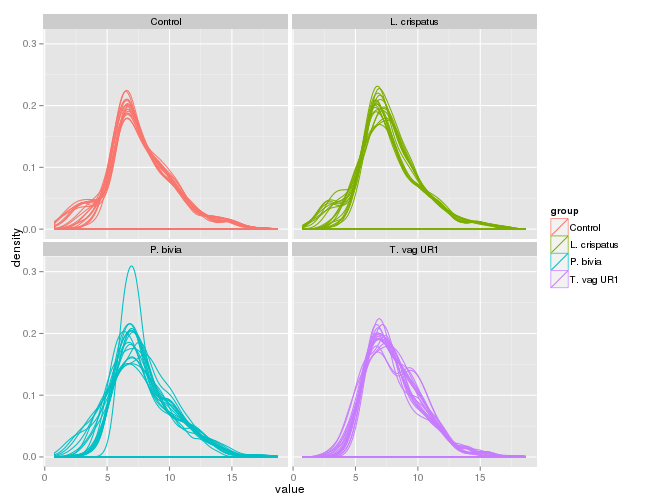 Control
L. crispatus
0.3
0.2
0.1
0.0
density
P. bivia
T. vag UR1
0.3
0.2
0.1
0.0
0
5
10
15
0
5
10
15
value
group
Control
L. crispatus
P. bivia
T. vag UR1